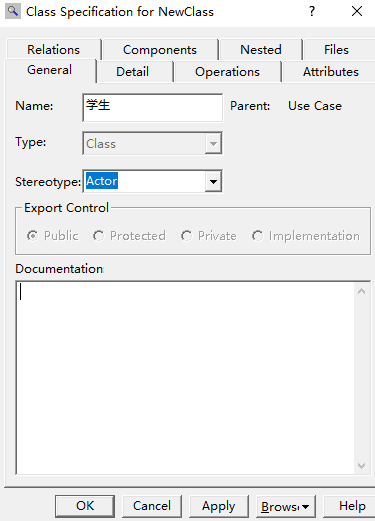 Class Specification for NewClass
Relations Components Nested Files
General Detail Operations Attributes
Name: 学生 Parent: Use Case
Type: Class
Stereotype: Actor
Export Control
Public Protected Private Implementation
Documentation
OK Cancel Apply Brows Help